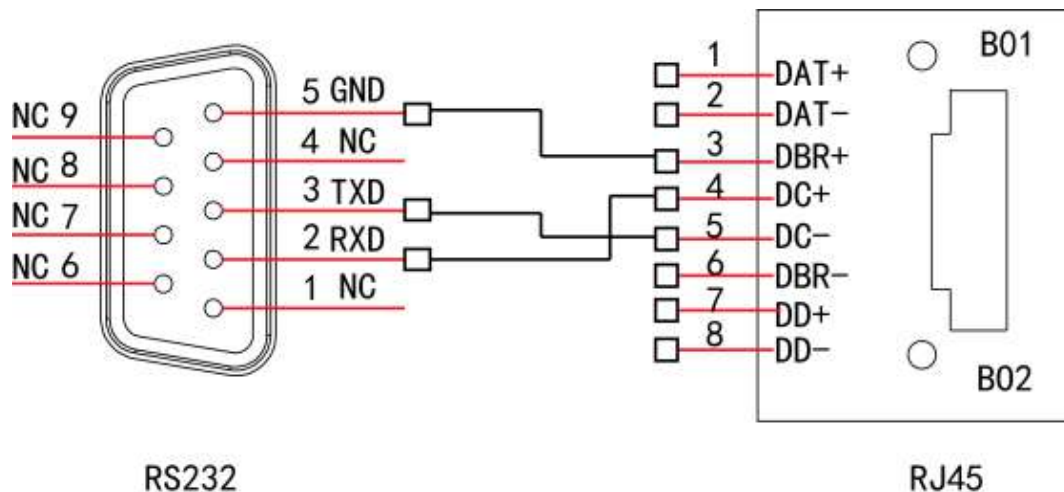 NC 9
NC 8
NC 7
NC 6
5 GND
4 NC
3 TXD
2 RXD
1 NC
RS232
1 DAT+
2 DAT-
3 DBR+
4 DC+
5 DC-
6 DBR-
7 DD+
8 DD-
B01
B02
RJ45